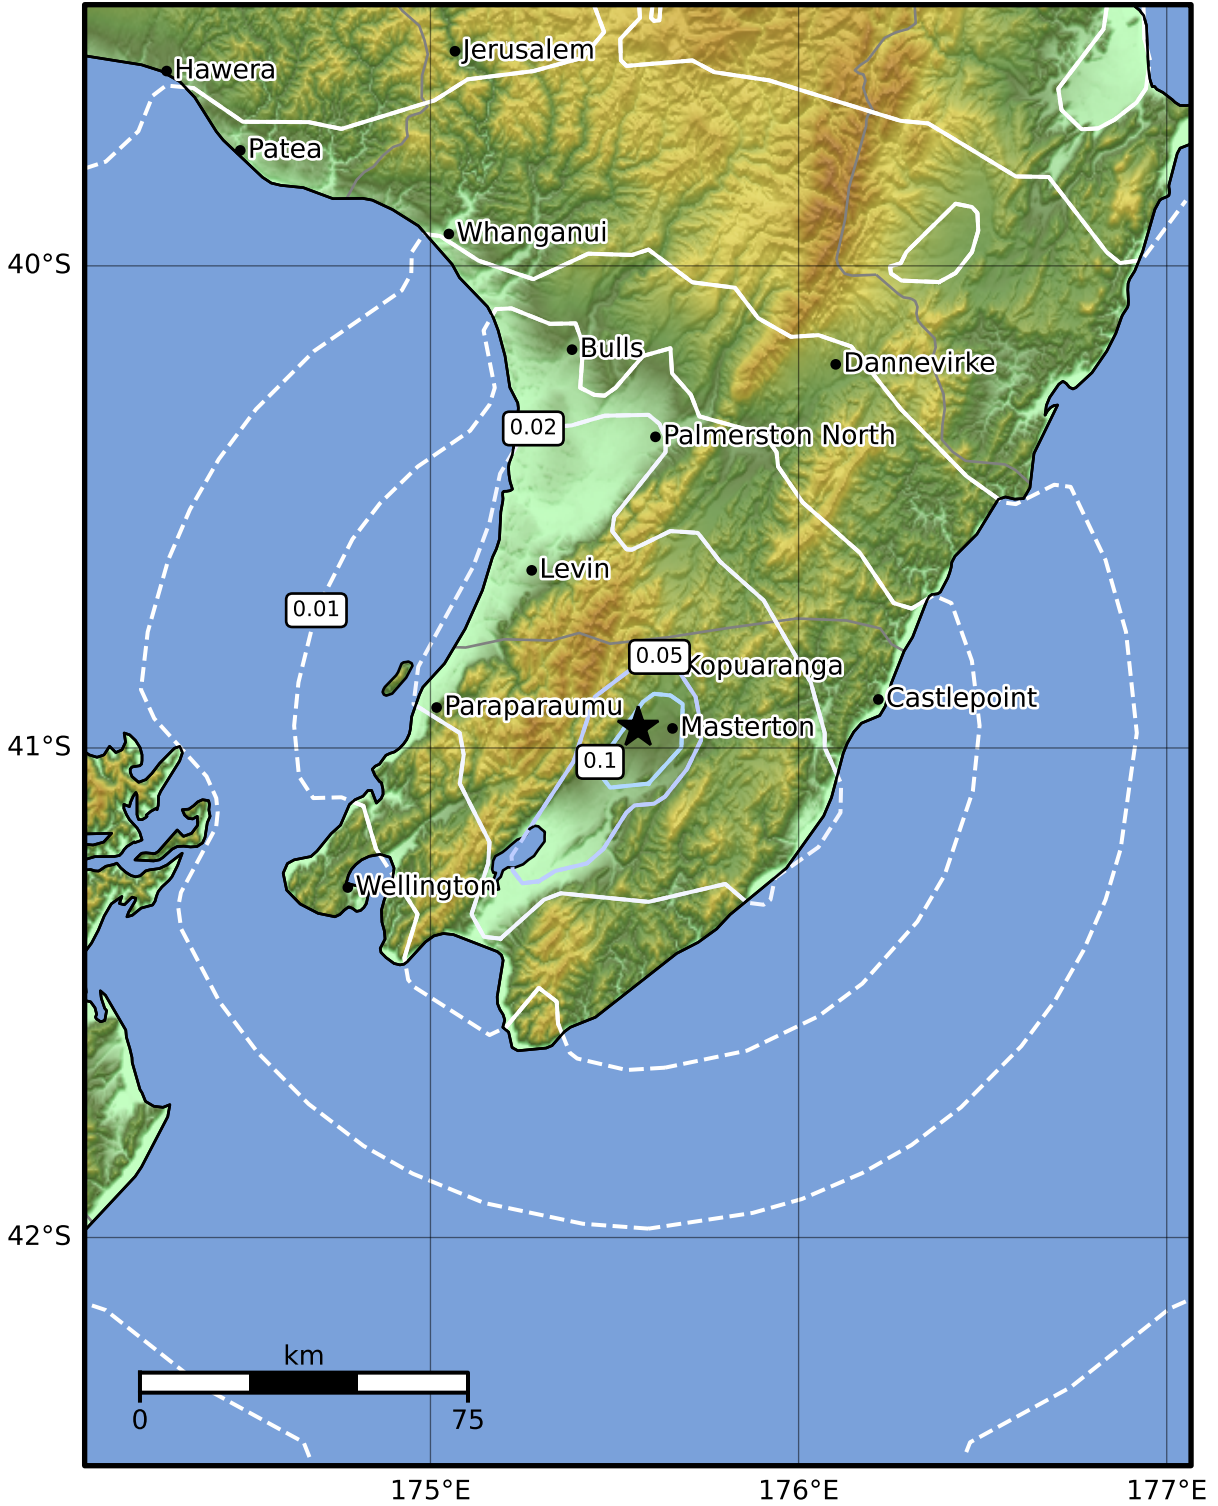 Jerusalem
Hawera
Patea
Whanganui
40°S
Bulls
Dannevirke
0.02
Palmerston North
Levin
0.01
0.05
Kopuaranga
Castlepoint
Paraparaumu
Masterton
41°S
0.1
Wellington
42°S
km
0
75
175°E
176°E
177°E